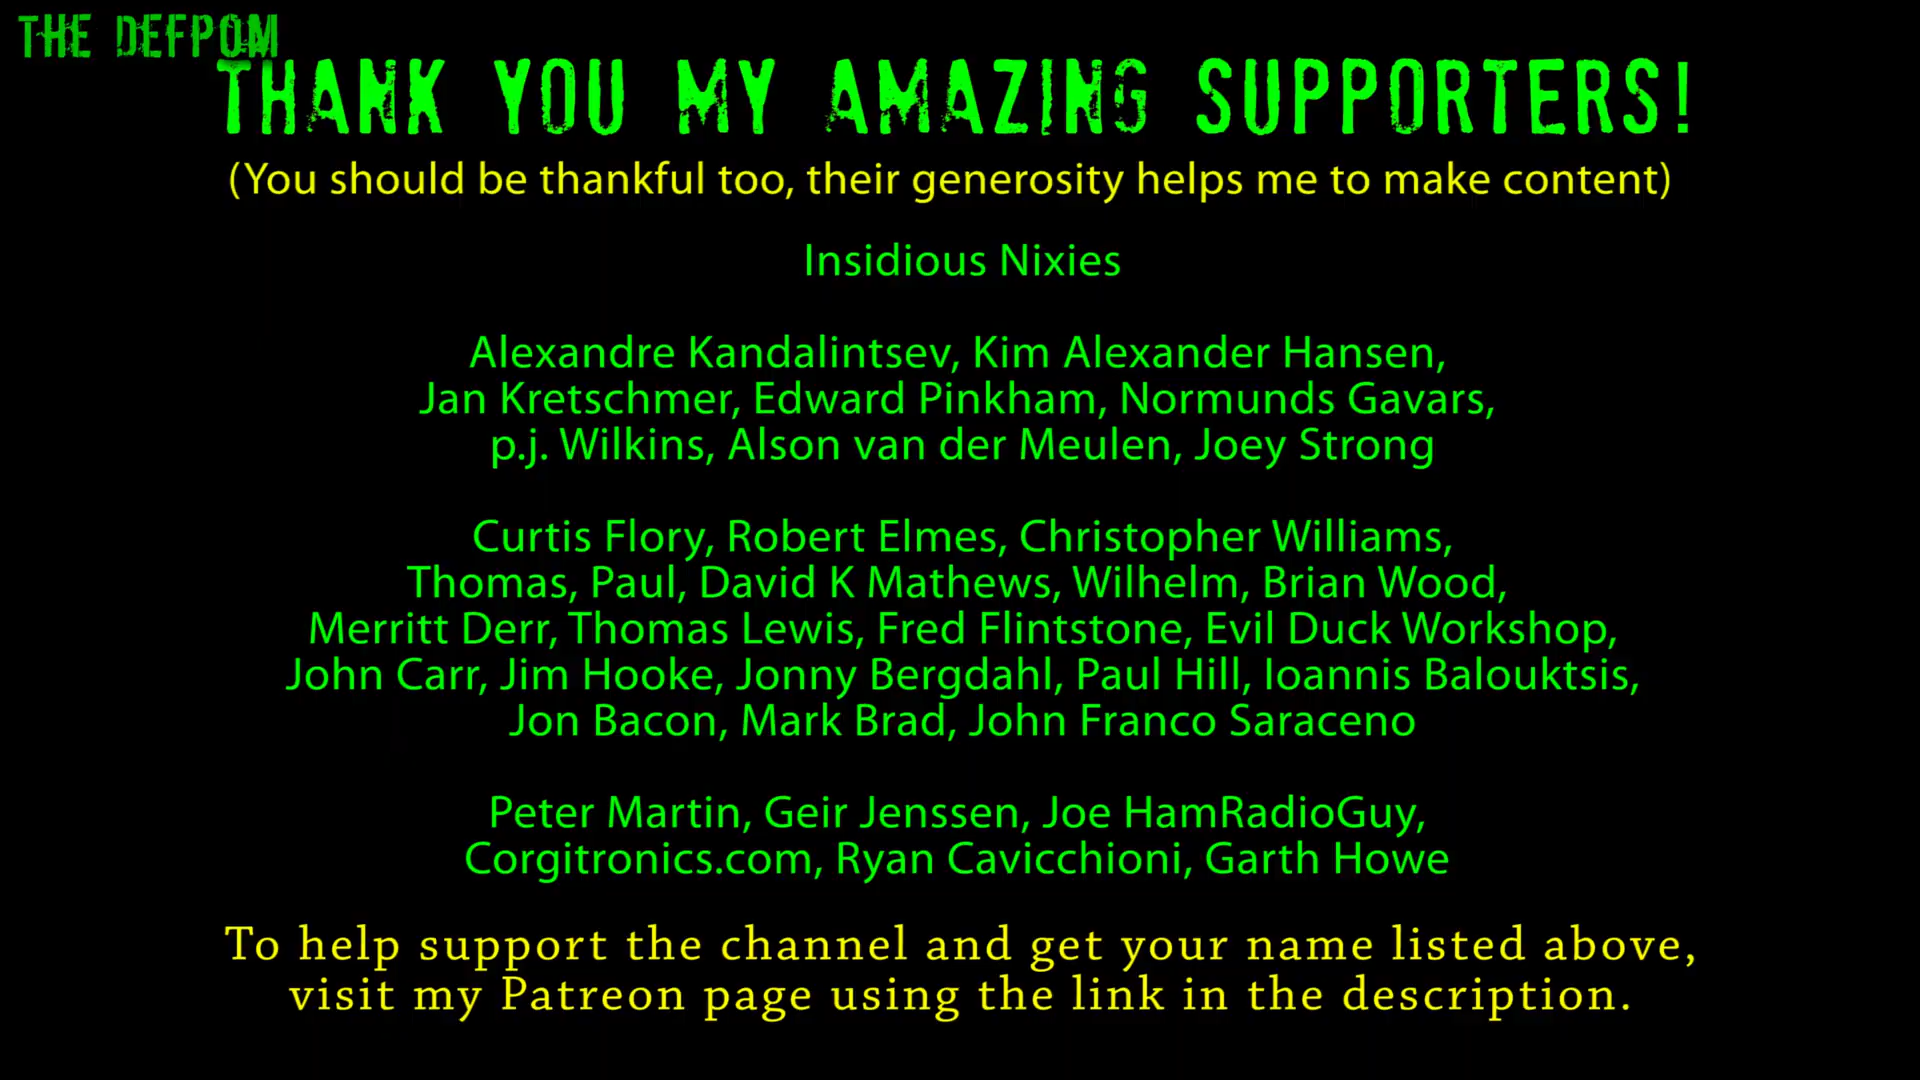 THE DEFPOM
THANK YOU MY AMAZING SUPPORTERS!
(You should be thankful too, their generosity helps me to make content)
Insidious Nixies
Alexandre Kandalintsev, Kim Alexander Hansen,
Jan Kretschmer, Edward Pinkham, Normunds Gavars,
p.j. Wilkins, Alson van der Meulen, Joey Strong
Curtis Flory, Robert Elmes, Christopher Williams,
Thomas, Paul, David K Mathews, Wilhelm, Brian Wood,
Merritt Derr, Thomas Lewis, Fred Flintstone, Evil Duck Workshop,
John Carr, Jim Hooke, Jonny Bergdahl, Paul Hill, Ioannis Balouktsis,
Jon Bacon, Mark Brad, John Franco Saraceno
Peter Martin, Geir Jenssen, Joe HamRadioGuy,
Corgitronics.com, Ryan Cavicchioni, Garth Howe
To help support the channel and get your name listed above,
visit my Patreon page using the link in the description.